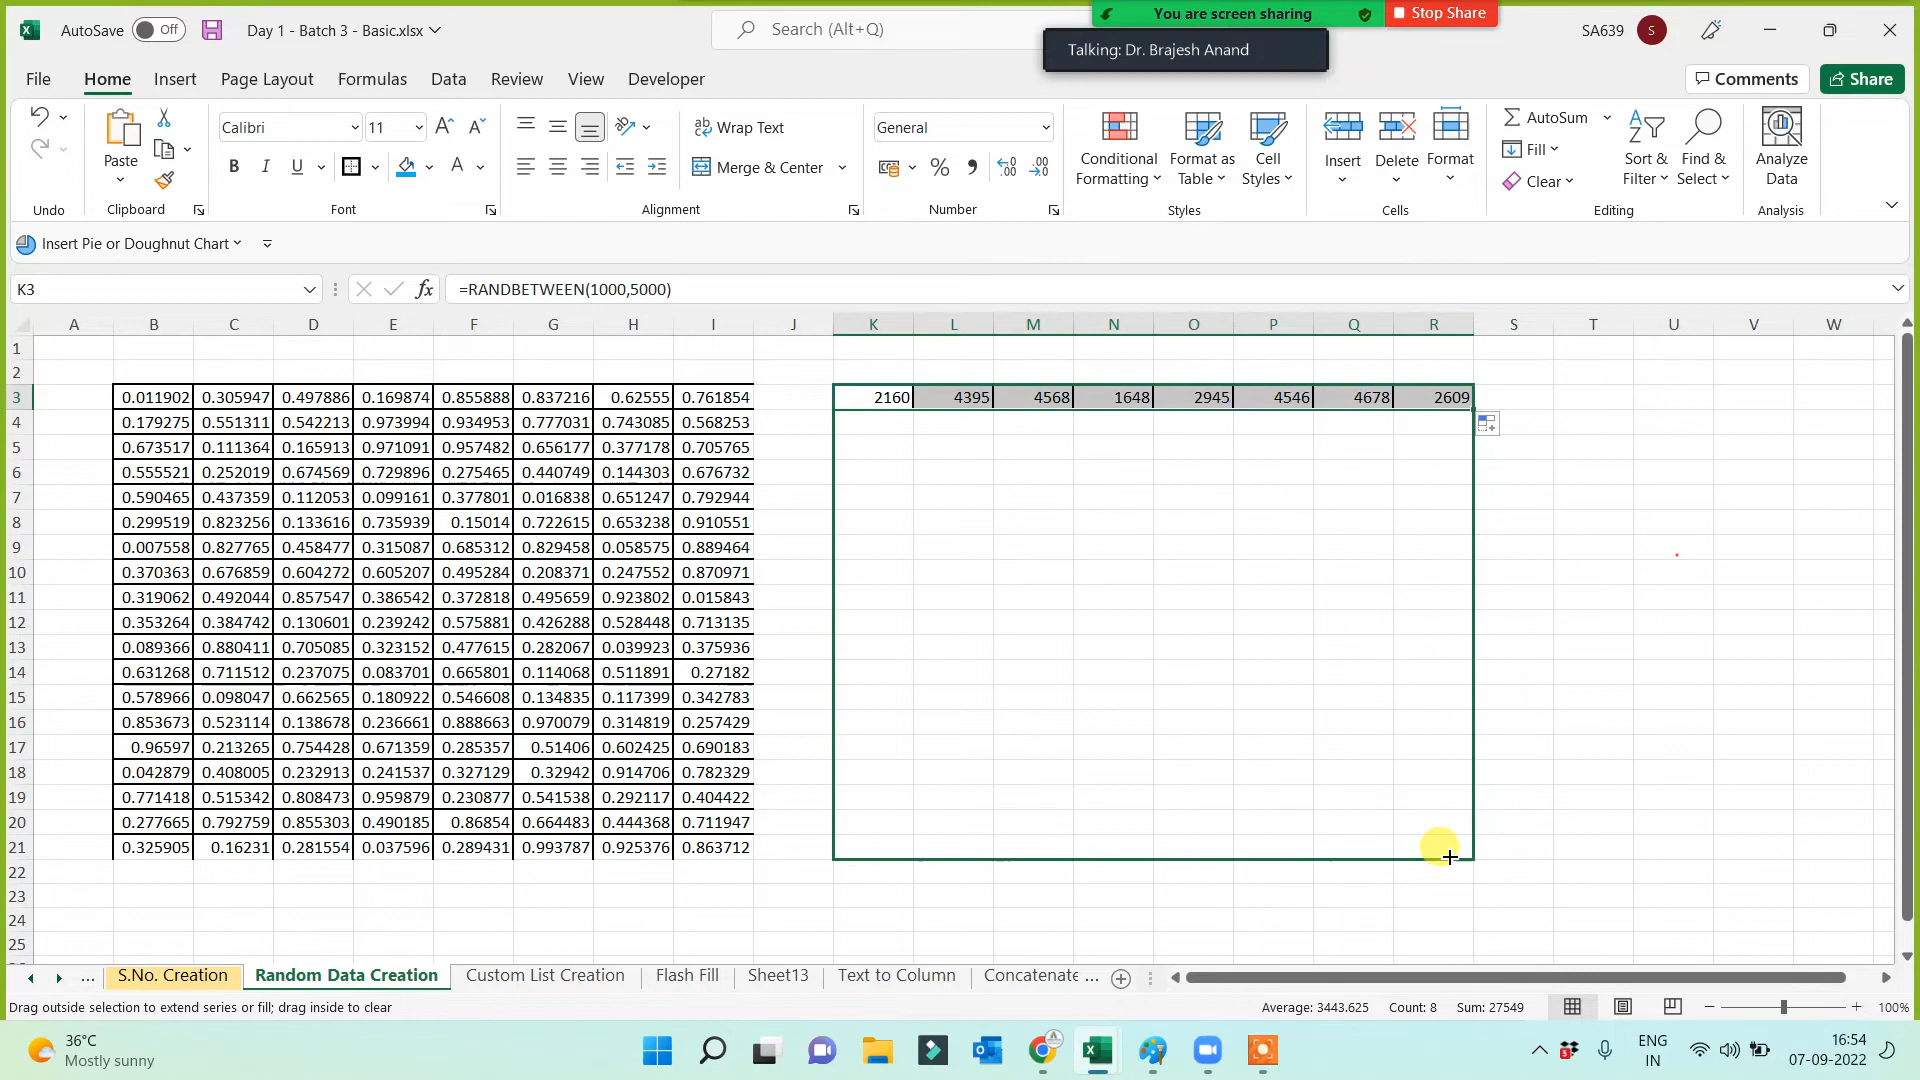 You are screen sharing
Stop Share
Talking: Dr. Brajesh Anand
AutoSave Off Day 1 - Batch 3 - Basic.xlsx Search (Alt+Q) SA639 S
File Home Insert Page Layout Formulas Data Review View Developer Comments Share
Calibri 11 Wrap Text General AutoSum
Paste B I U Merge & Center Conditional Formatting Format as Table Cell Styles Insert Delete Format Fill Clear Sort & Filter Find & Select Analyze Data
Undo Clipboard Font Alignment Number Styles Cells Editing Analysis
Insert Pie or Doughnut Chart
K3 fx =RANDBETWEEN(1000,5000)
A B C D E F G H I J K L M N O P Q R S T U V W
1
2
3 0.011902 0.305947 0.497886 0.169874 0.855888 0.837216 0.62555 0.761854 2160 4395 4568 1648 2945 4546 4678 2609
4 0.179275 0.551311 0.542213 0.973994 0.934953 0.777031 0.743085 0.568253
5 0.673517 0.111364 0.165913 0.971091 0.957482 0.656177 0.377178 0.705765
6 0.555521 0.252019 0.674569 0.729896 0.275465 0.440749 0.144303 0.676732
7 0.590465 0.437359 0.112053 0.099161 0.377801 0.016838 0.651247 0.792944
8 0.299519 0.823256 0.133616 0.735939 0.15014 0.722615 0.653238 0.910551
9 0.007558 0.827765 0.458477 0.315087 0.685312 0.829458 0.058575 0.889464
10 0.370363 0.676859 0.604272 0.605207 0.495284 0.208371 0.247552 0.870971
11 0.319062 0.492044 0.857547 0.386542 0.372818 0.495659 0.923802 0.015843
12 0.353264 0.384742 0.130601 0.239242 0.575881 0.426288 0.528448 0.713135
13 0.089366 0.880411 0.705085 0.323152 0.477615 0.282067 0.039923 0.375936
14 0.631268 0.711512 0.237075 0.083701 0.665801 0.114068 0.511891 0.27182
15 0.578966 0.098047 0.662565 0.180922 0.546608 0.134835 0.117399 0.342783
16 0.853673 0.523114 0.138678 0.236661 0.888663 0.970079 0.314819 0.257429
17 0.96597 0.213265 0.754428 0.671359 0.285357 0.51406 0.602425 0.690183
18 0.042879 0.408005 0.232913 0.241537 0.327129 0.32942 0.914706 0.782329
19 0.771418 0.515342 0.808473 0.959879 0.230877 0.541538 0.292117 0.404422
20 0.277665 0.792759 0.855303 0.490185 0.86854 0.664483 0.444368 0.711947
21 0.325905 0.16231 0.281554 0.037596 0.289431 0.993787 0.925376 0.863712
22
23
24
25
... S.No. Creation Random Data Creation Custom List Creation Flash Fill Sheet13 Text to Column Concatenate ...
Drag outside selection to extend series or fill; drag inside to clear Average: 3443.625 Count: 8 Sum: 27549 100%
36°C
Mostly sunny
ENG
IN
16:54
07-09-2022